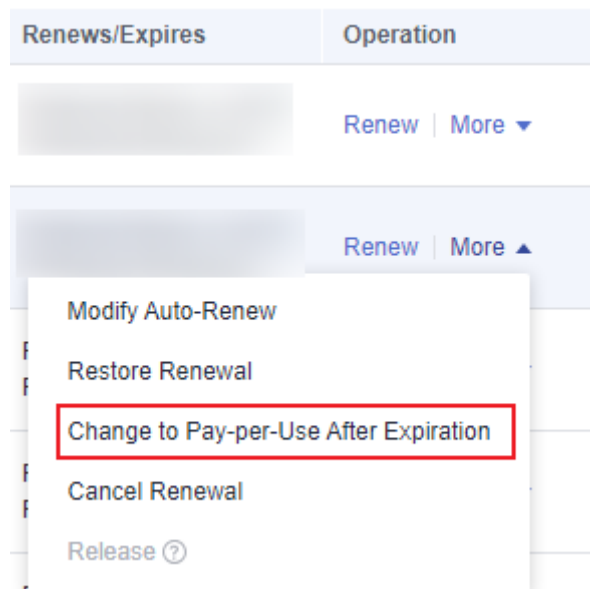 Renews/Expires Operation
Renew More
Renew More
Modify Auto-Renew
Restore Renewal
Change to Pay-per-Use After Expiration
Cancel Renewal
Release ?